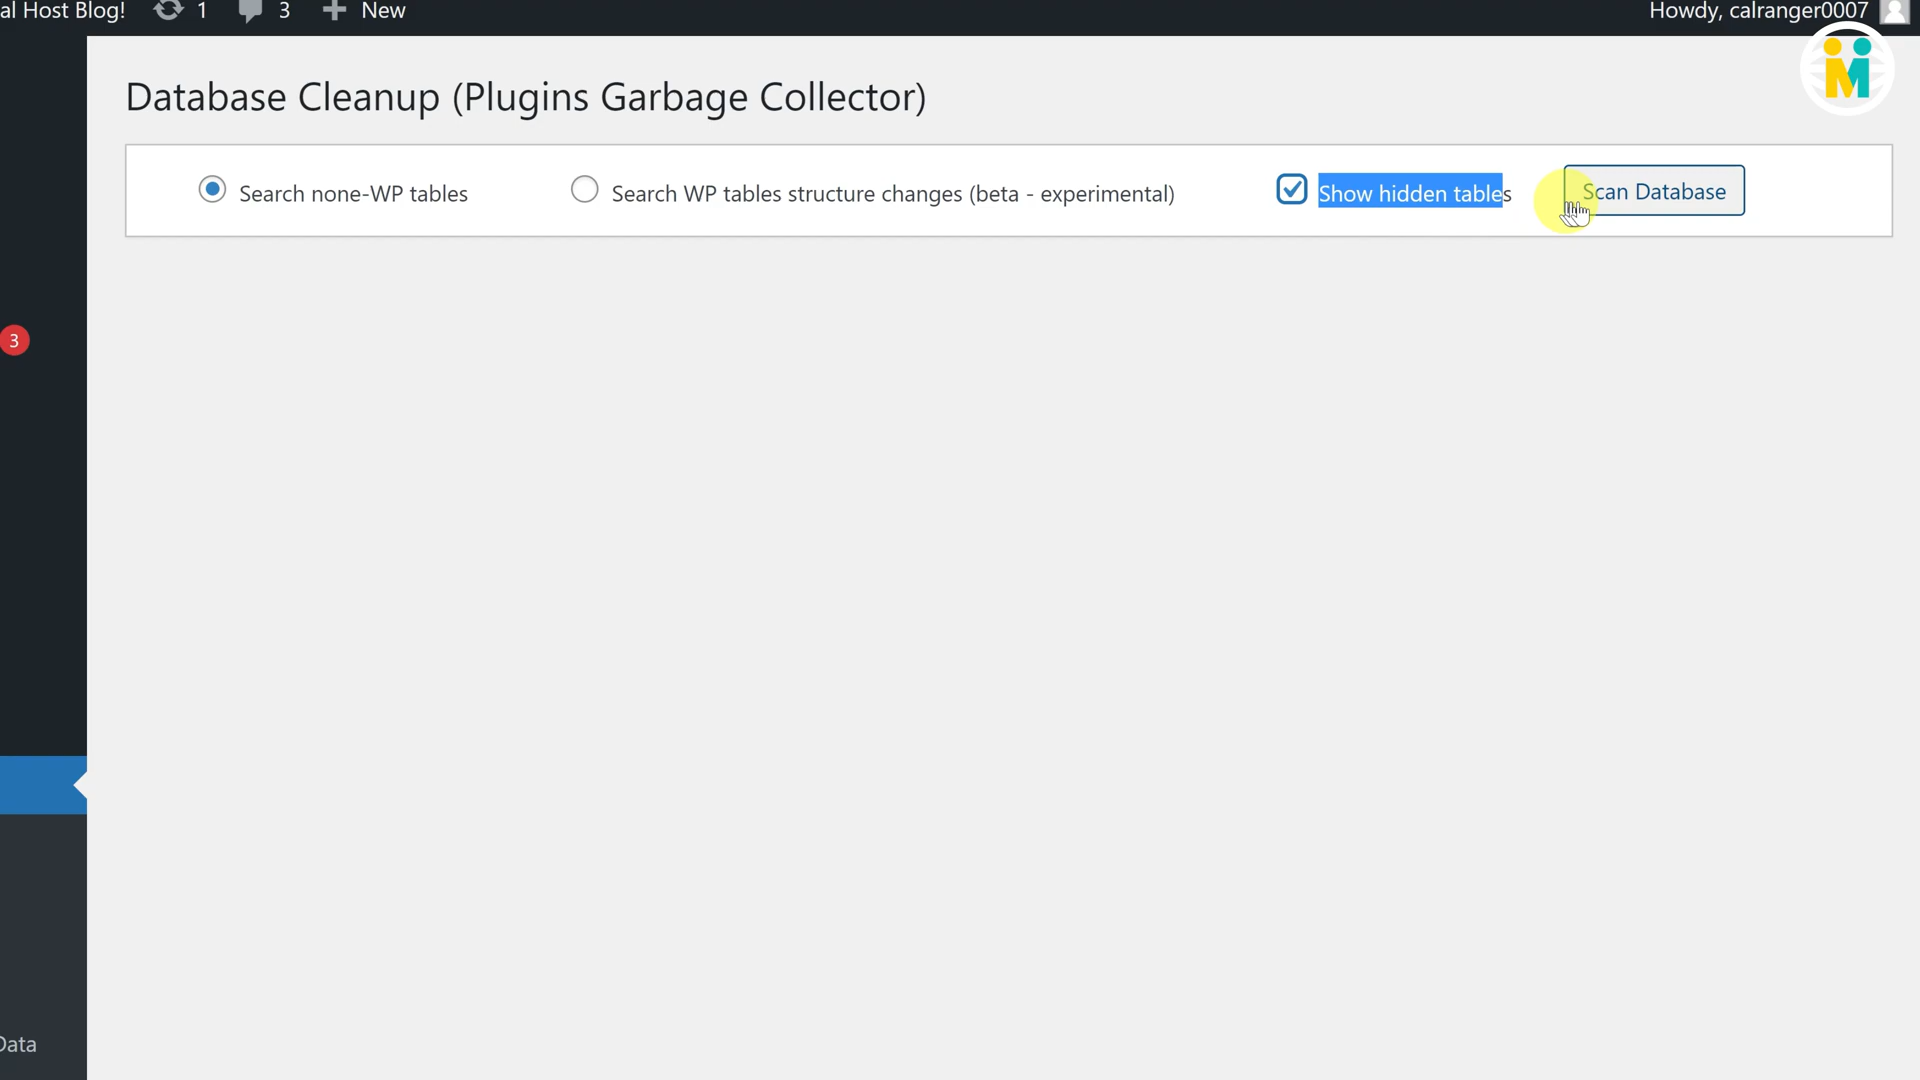 al Host Blog! 1 3 New Howdy, calranger0007
M
Database Cleanup (Plugins Garbage Collector)
Search none-WP tables Search WP tables structure changes (beta - experimental) Show hidden tables Scan Database
3
Data